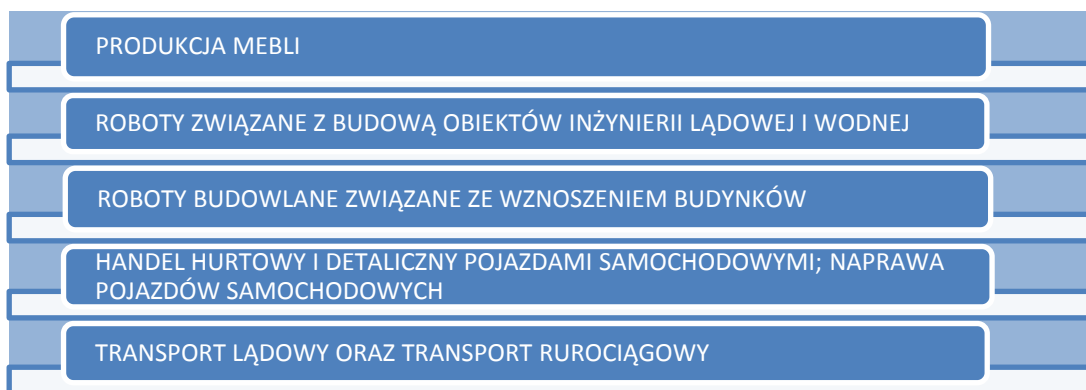 PRODUKCJA MEBLI
ROBOTY ZWIĄZANE Z BUDOWĄ OBIEKTÓW INŻYNIERII LĄDOWEJ I WODNEJ
ROBOTY BUDOWLANE ZWIĄZANE ZE WZNOSZENIEM BUDYNKÓW
HANDEL HURTOWY I DETALICZNY POJAZDAMI SAMOCHODOWYMI; NAPRAWA
POJAZDÓW SAMOCHODOWYCH
TRANSPORT LĄDOWY ORAZ TRANSPORT RUROCIĄGOWY